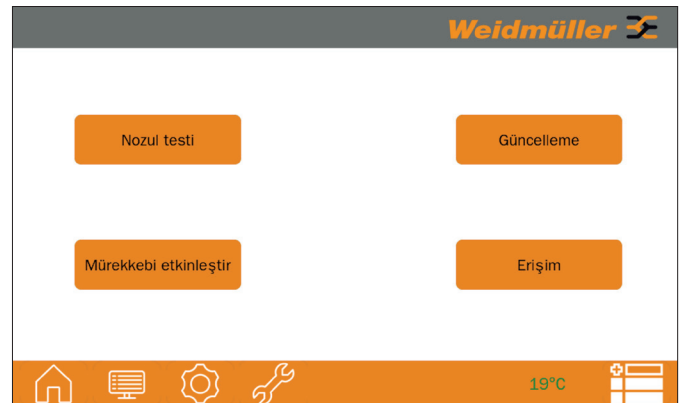 Weidmüller
Nozul testi
Güncelleme
Mürekkebi etkinleştir
Erişim
19°C